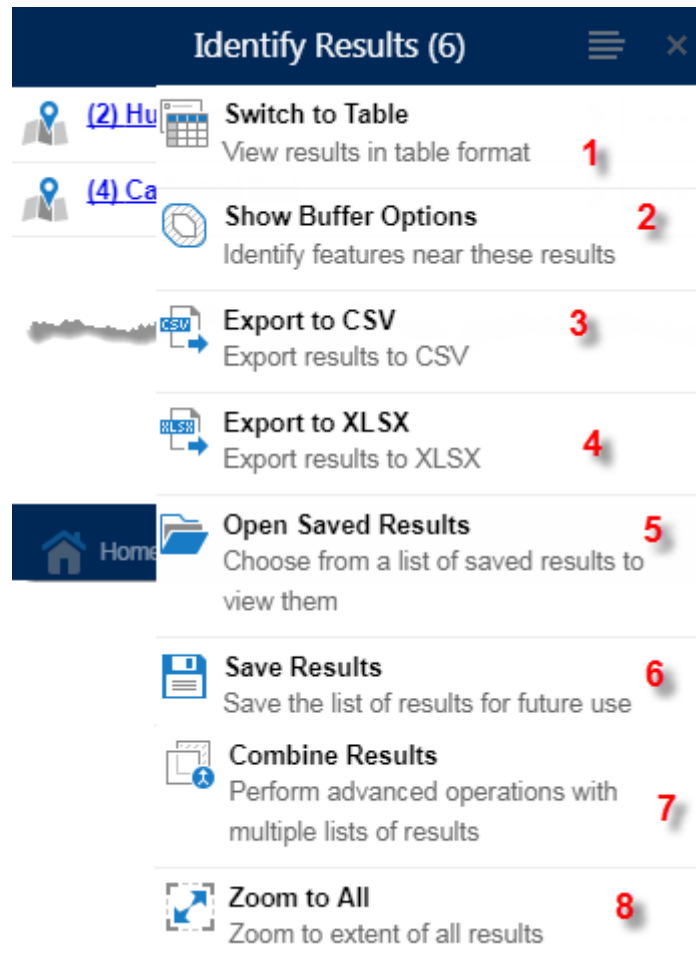 Identify Results (6)
(2) Hu
Switch to Table
View results in table format 1
(4) Ca
Show Buffer Options 2
Identify features near these results
CSV
Export to CSV 3
Export results to CSV
XLSX
Export to XLSX 4
Export results to XLSX
Home
Open Saved Results 5
Choose from a list of saved results to
view them
Save Results 6
Save the list of results for future use
Combine Results
Perform advanced operations with 7
multiple lists of results
Zoom to All 8
Zoom to extent of all results